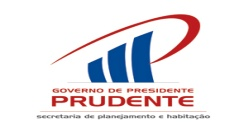 GOVERNO DE PRESIDENTE
PRUDENTE
secretaria de planejamento e habitação